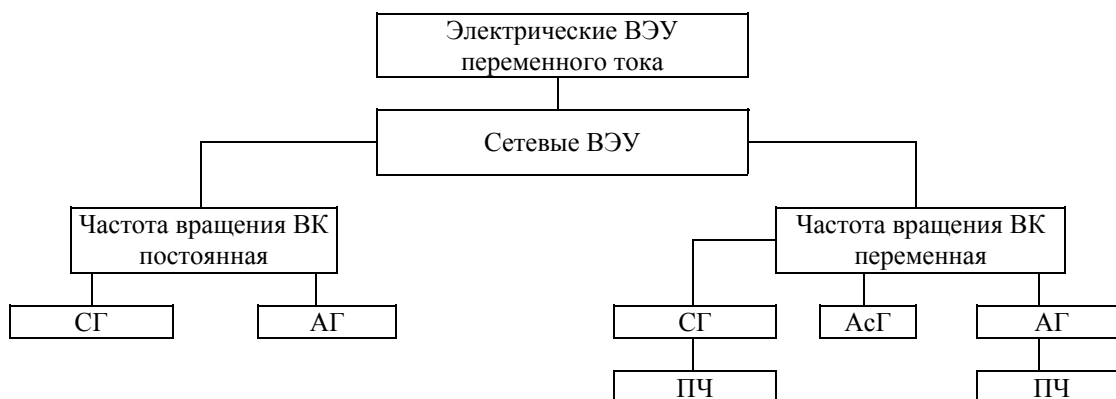 Электрические ВЭУ
переменного тока
Сетевые ВЭУ
Частота вращения ВК
постоянная
Частота вращения ВК
переменная
СГ
АГ
СГ
АсГ
АГ
ПЧ
ПЧ